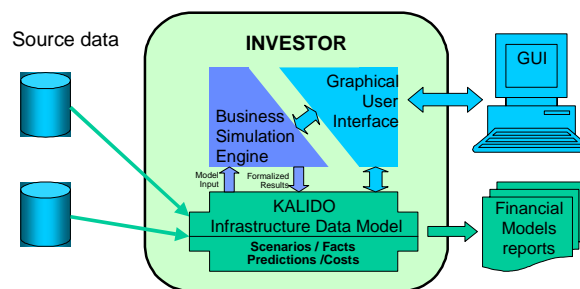 Source data
INVESTOR
GUI
Graphical
User
Interface
Business
Simulation
Engine
Model
Input
Formalized
Results
KALIDO
Infrastructure Data Model
Scenarios / Facts
Predictions /Costs
Financial
Models
reports